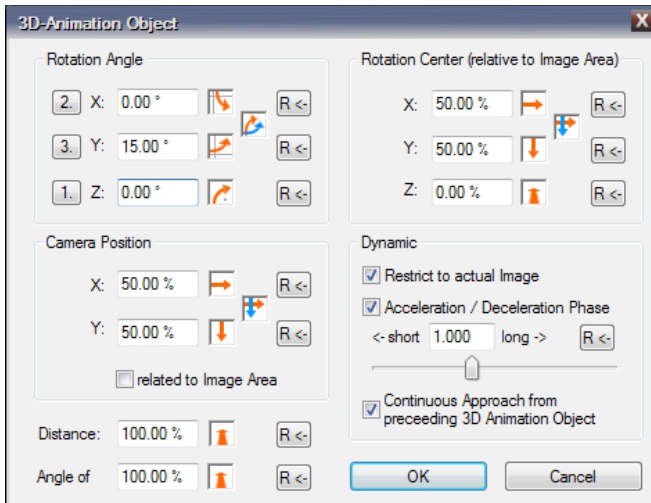 3D-Animation Object
X
Rotation Angle
2. X: 0.00 ° R <-
3. Y: 15.00 ° R <-
1. Z: 0.00 ° R <-
Rotation Center (relative to Image Area)
X: 50.00 % R <-
Y: 50.00 % R <-
Z: 0.00 % R <-
Camera Position
X: 50.00 % R <-
Y: 50.00 % R <-
related to Image Area
Distance: 100.00 % R <-
Angle of 100.00 % R <-
Dynamic
Restrict to actual Image
Acceleration / Deceleration Phase
<- short 1.000 long -> R <-
Continuous Approach from
preceeding 3D Animation Object
OK Cancel